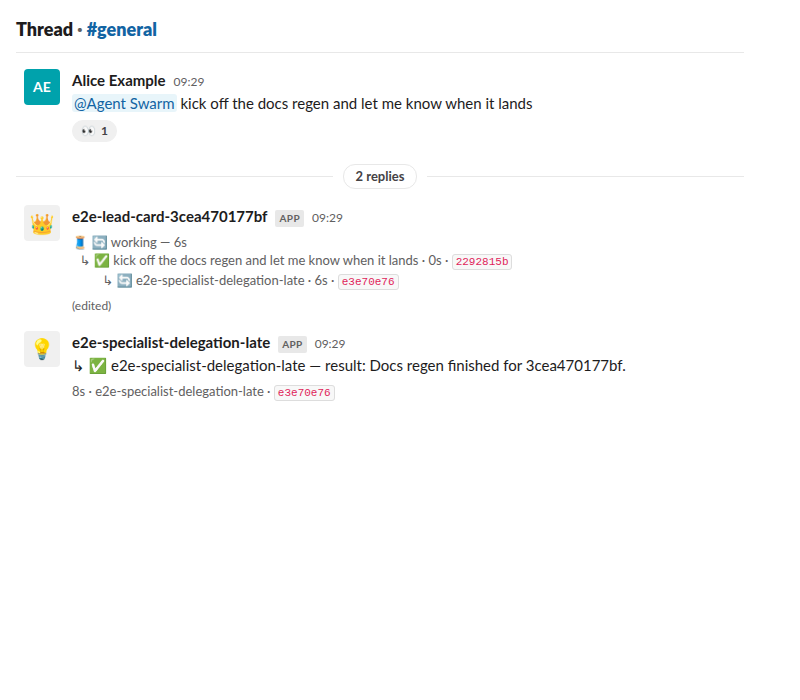 Thread • #general
AE
Alice Example 09:29
@Agent Swarm kick off the docs regen and let me know when it lands
👀 1
2 replies
e2e-lead-card-3cea470177bf APP 09:29
🧵 🔄 working — 6s
↳ ✅ kick off the docs regen and let me know when it lands · 0s · 2292815b
↳ 🔄 e2e-specialist-delegation-late · 6s · e3e70e76
(edited)
e2e-specialist-delegation-late APP 09:29
↳ ✅ e2e-specialist-delegation-late — result: Docs regen finished for 3cea470177bf.
8s · e2e-specialist-delegation-late · e3e70e76